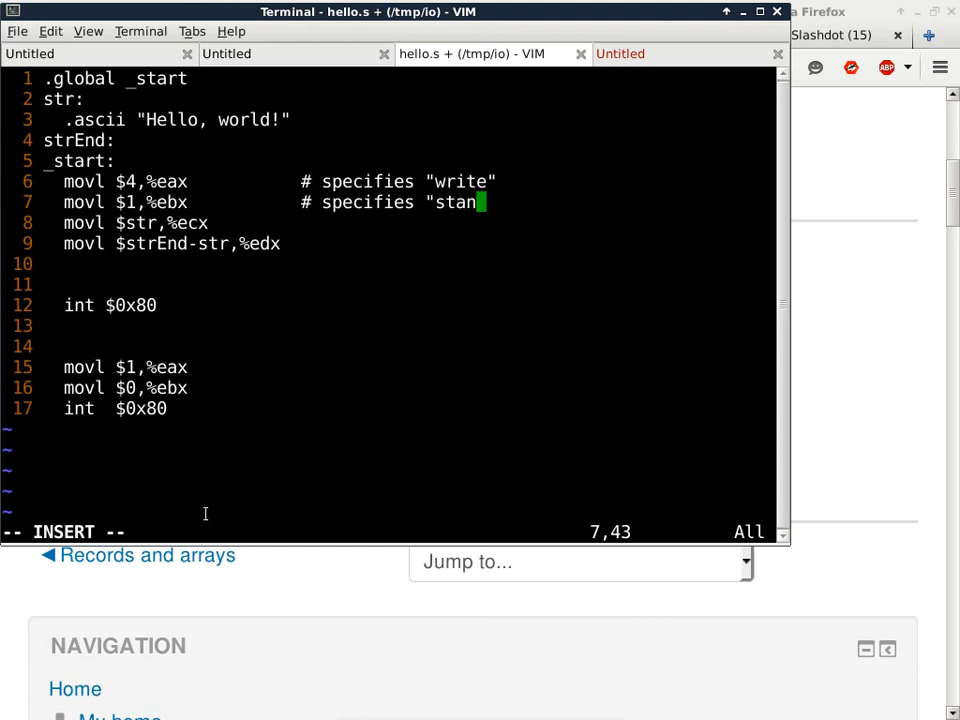 Terminal - hello.s + (/tmp/io) - VIM
a Firefox
File Edit View Terminal Tabs Help
Slashdot (15)
Untitled
Untitled
hello.s + (/tmp/io) - VIM
Untitled
ABP
1 .global _start
2 str:
3   .ascii "Hello, world!"
4 strEnd:
5 _start:
6   movl $4,%eax           # specifies "write"
7   movl $1,%ebx           # specifies "stan
8   movl $str,%ecx
9   movl $strEnd-str,%edx
10
11
12   int $0x80
13
14
15   movl $1,%eax
16   movl $0,%ebx
17   int  $0x80
~
~
~
~
~
-- INSERT -- 7,43 All
◀ Records and arrays
Jump to...
NAVIGATION
Home
My home